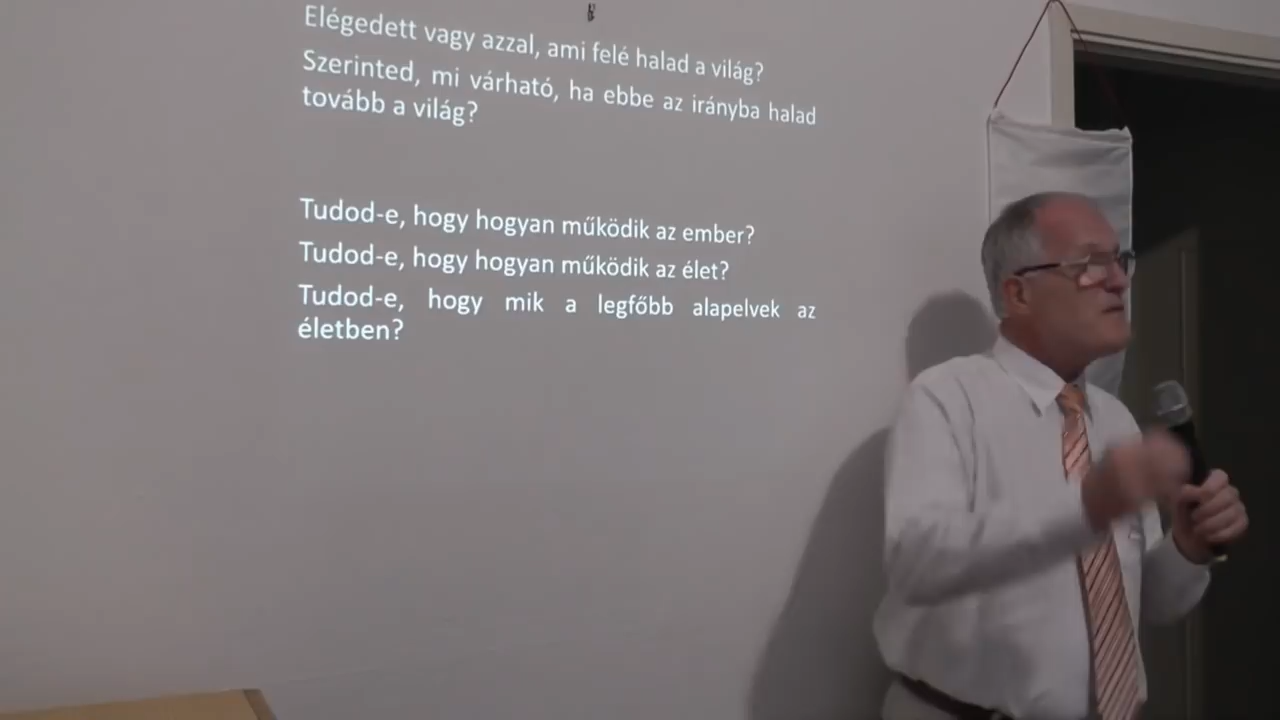 Elégedett vagy azzal, ami felé halad a világ?
Szerinted, mi várható, ha ebbe az irányba halad
tovább a világ?
Tudod-e, hogy hogyan működik az ember?
Tudod-e, hogy hogyan működik az élet?
Tudod-e, hogy mik a legfőbb alapelvek az
életben?